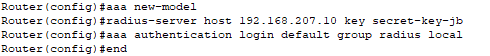 Router(config)#aaa new-model
Router(config)#radius-server host 192.168.207.10 key secret-key-jb
Router(config)#aaa authentication login default group radius local
Router(config)#end